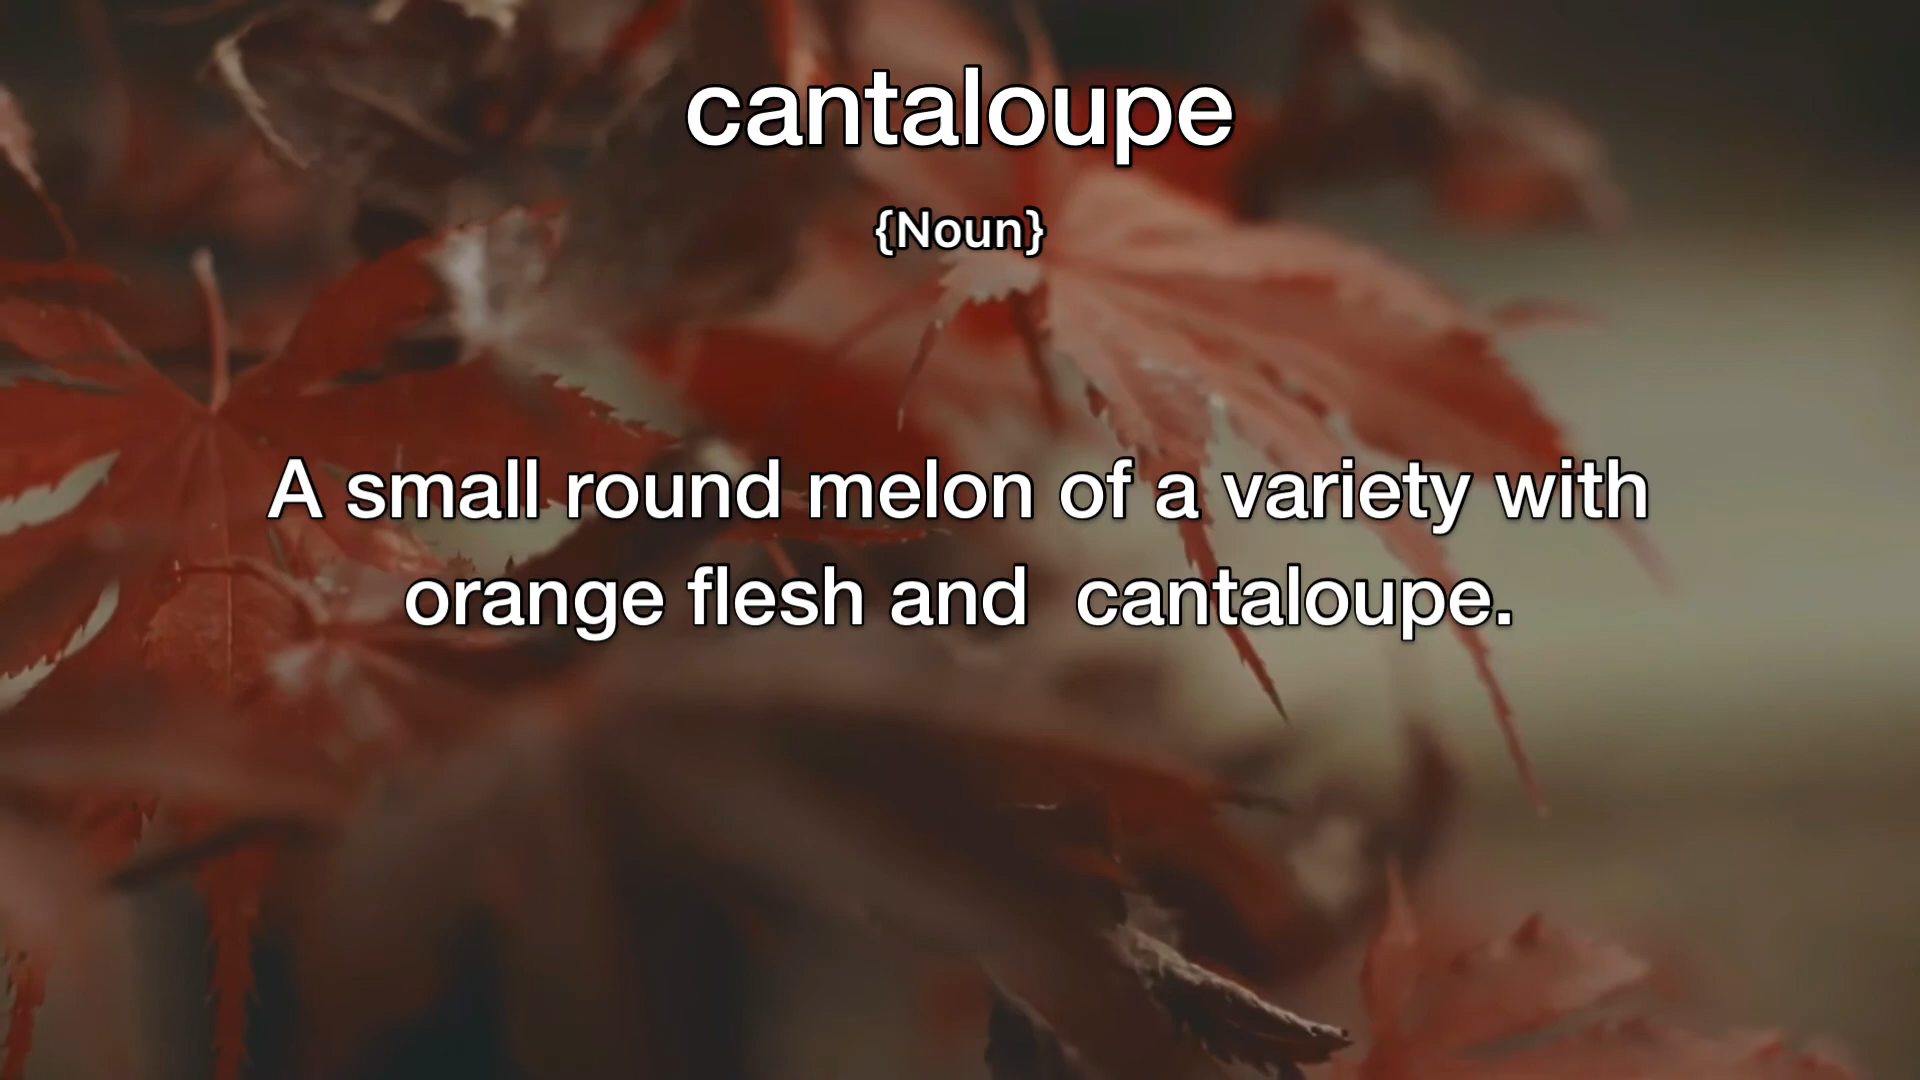 cantaloupe
{Noun}
A small round melon of a variety with
orange flesh and  cantaloupe.